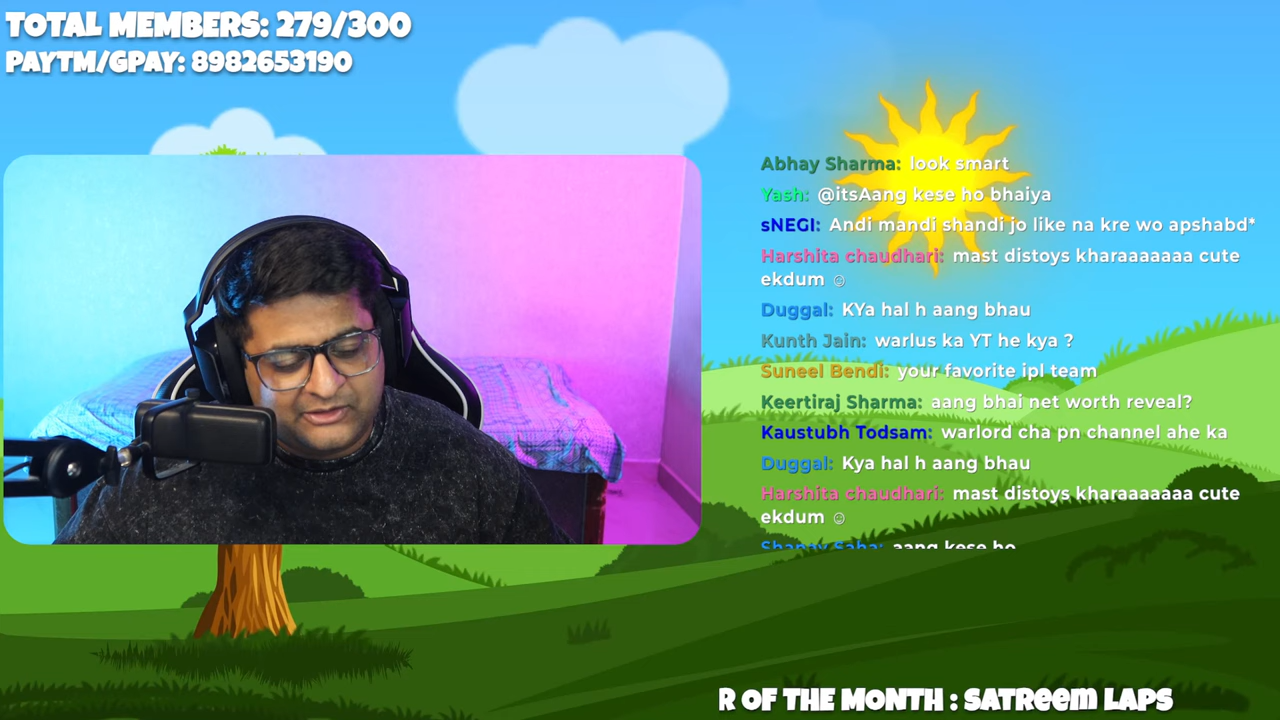 TOTAL MEMBERS: 279/300
PAYTM/GPAY: 8982653190
Abhay Sharma: look smart
Yash: @itsAang kese ho bhaiya
sNEGI: Andi mandi shandi jo like na kre wo apshabd*
Harshita chaudhari: mast distoys kharaaaaaaa cute
ekdum ☺
Duggal: KYa hal h aang bhau
Kunth Jain: warlus ka YT he kya ?
Suneel Bendi: your favorite ipl team
Keertiraj Sharma: aang bhai net worth reveal?
Kaustubh Todsam: warlord cha pn channel ahe ka
Duggal: Kya hal h aang bhau
Harshita chaudhari: mast distoys kharaaaaaaa cute
ekdum ☺
aang kese ho
R OF THE MONTH : SATREEM LAPS